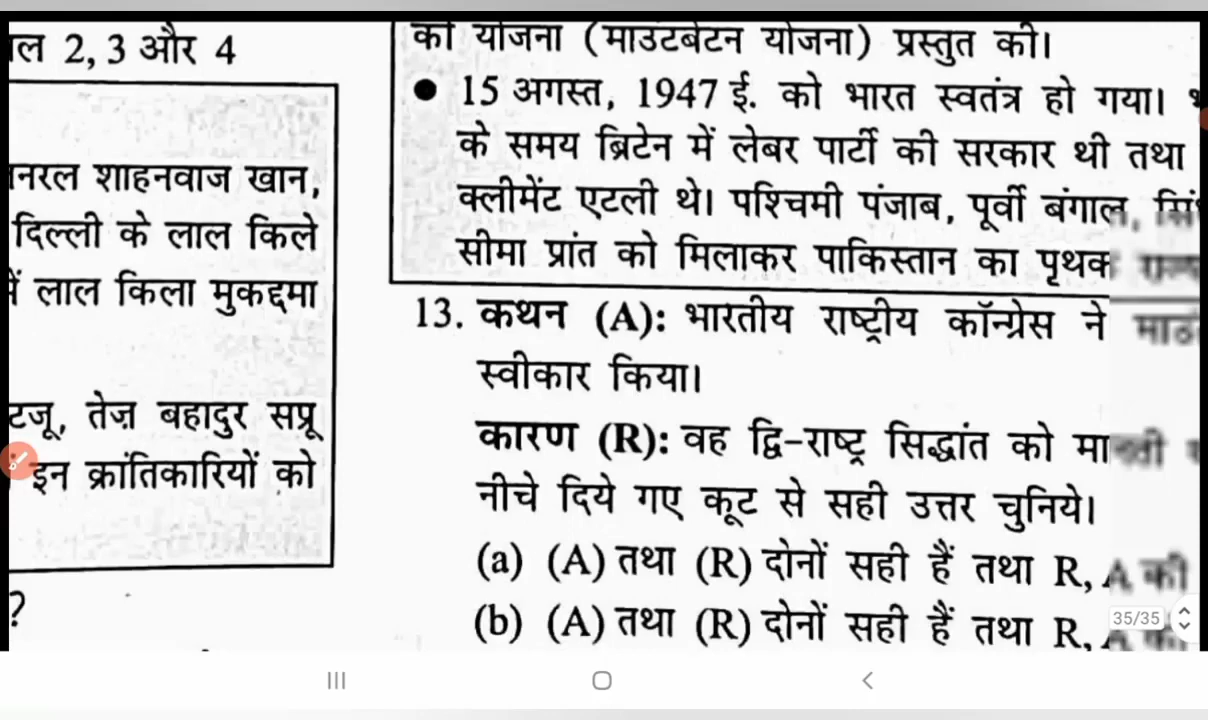 ल 2, 3 और 4
नरल शाहनवाज खान,
दिल्ली के लाल किले
में लाल किला मुकद्दमा
टजू, तेज़ बहादुर सप्रू
इन क्रांतिकारियों को
?
की योजना (माउंटबेटन योजना) प्रस्तुत की।
● 15 अगस्त, 1947 ई. को भारत स्वतंत्र हो गया।
के समय ब्रिटेन में लेबर पार्टी की सरकार थी तथा
क्लीमेंट एटली थे। पश्चिमी पंजाब, पूर्वी बंगाल,
सीमा प्रांत को मिलाकर पाकिस्तान का पृथक
13. कथन (A): भारतीय राष्ट्रीय कॉन्ग्रेस ने
स्वीकार किया।
कारण (R): वह द्वि-राष्ट्र सिद्धांत को मानती
नीचे दिये गए कूट से सही उत्तर चुनिये।
(a) (A) तथा (R) दोनों सही हैं तथा R, A की
(b) (A) तथा (R) दोनों सही हैं तथा R, A की
35/35